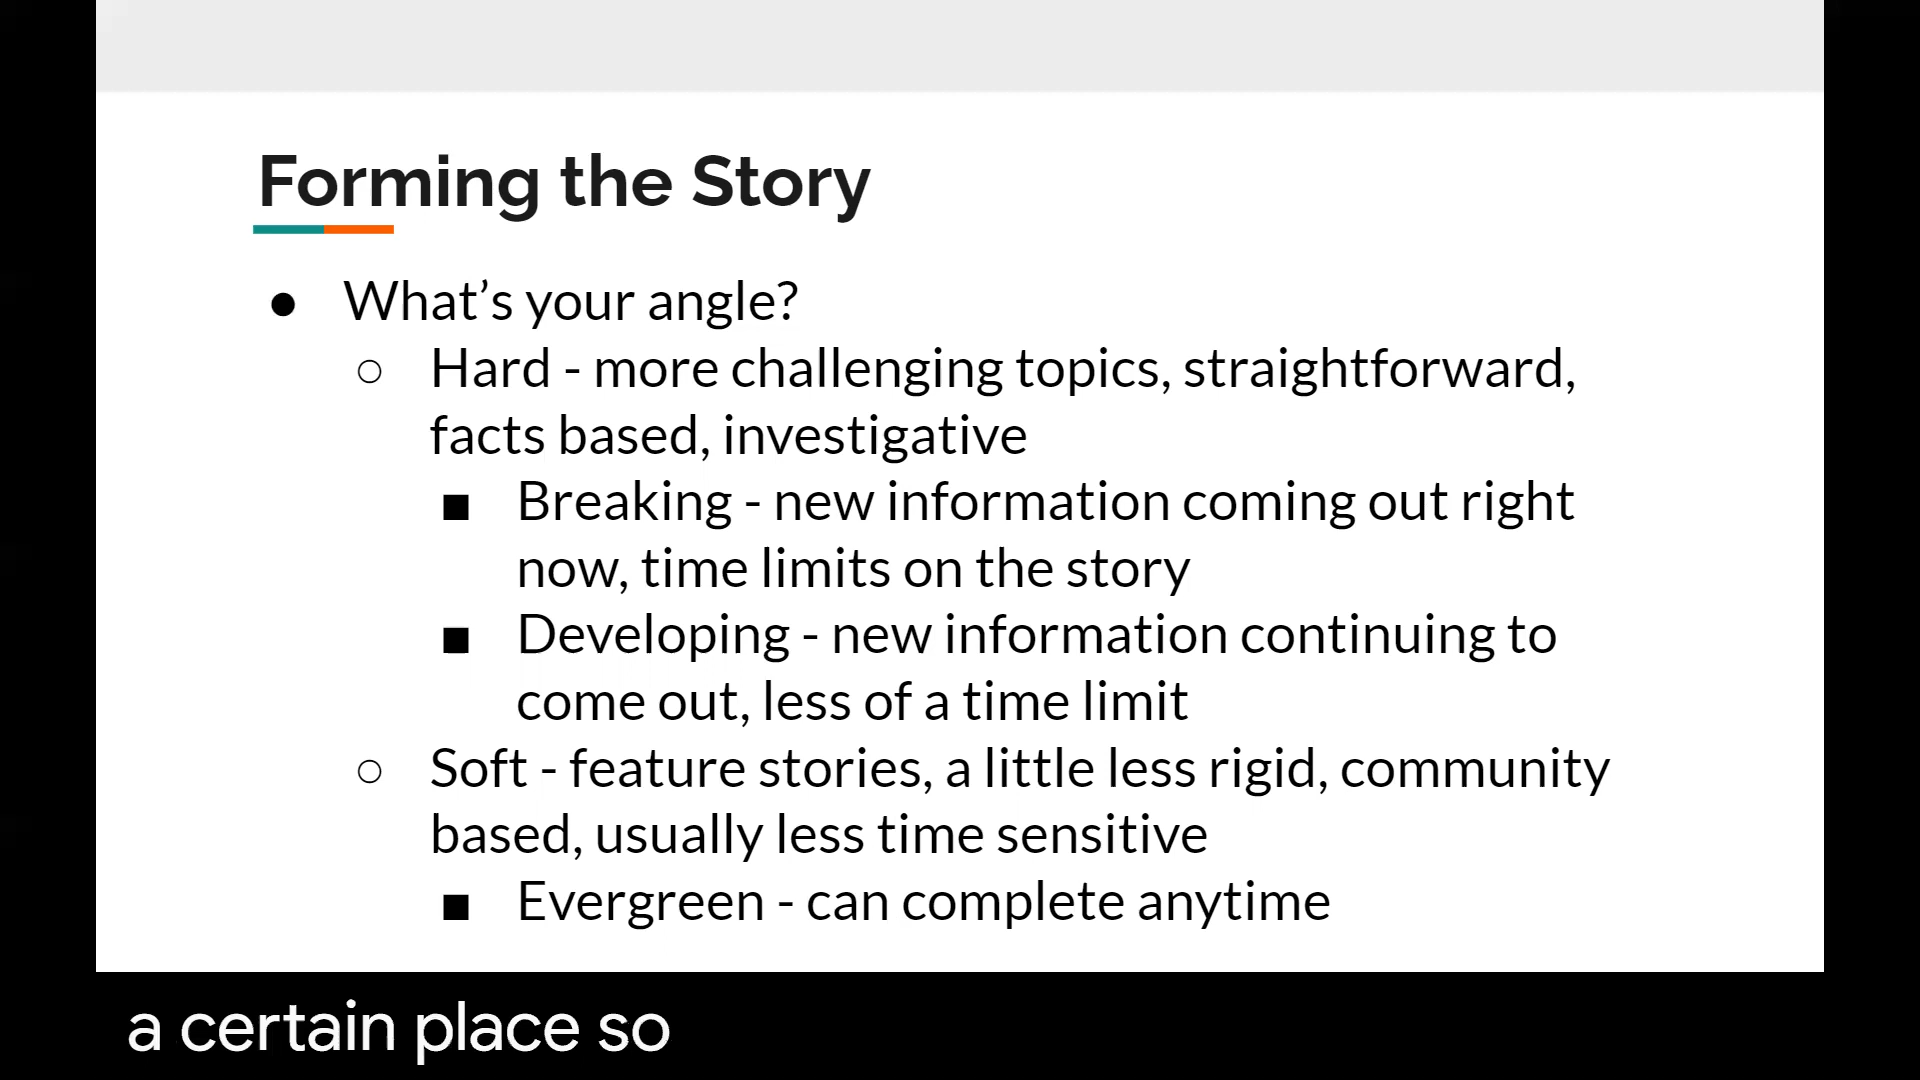 Forming the Story
● What’s your angle?
○ Hard - more challenging topics, straightforward,
facts based, investigative
■ Breaking - new information coming out right
now, time limits on the story
■ Developing - new information continuing to
come out, less of a time limit
○ Soft - feature stories, a little less rigid, community
based, usually less time sensitive
■ Evergreen - can complete anytime
a certain place so